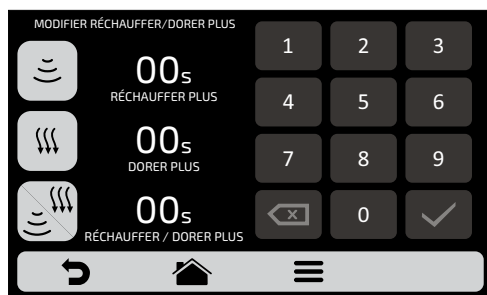 MODIFIER RÉCHAUFFER/DORER PLUS
00s
RÉCHAUFFER PLUS
00s
DORER PLUS
00s
RÉCHAUFFER / DORER PLUS
1 2 3
4 5 6
7 8 9
0